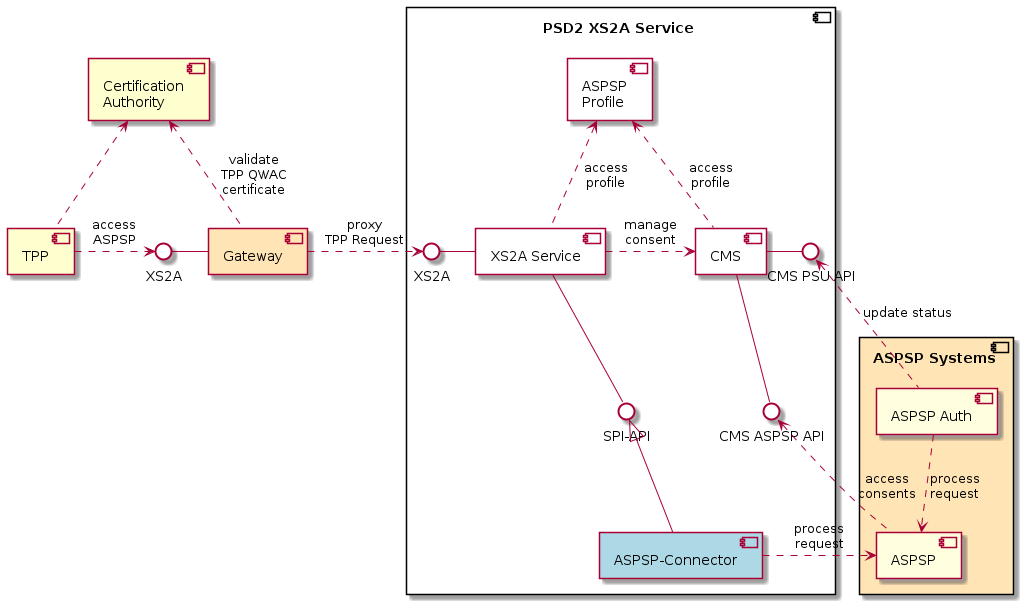 PSD2 XS2A Service
Certification
Authority
ASPSP
Profile
validate
TPP QWAC
certificate
access
profile
access
profile
TPP
access
ASPSP
XS2A
Gateway
proxy
TPP Request
XS2A
XS2A Service
manage
consent
CMS
CMS PSU API
update status
ASPSP Systems
ASPSP Auth
SPI-API
CMS ASPSP API
access
consents
process
request
process
request
ASPSP-Connector
ASPSP